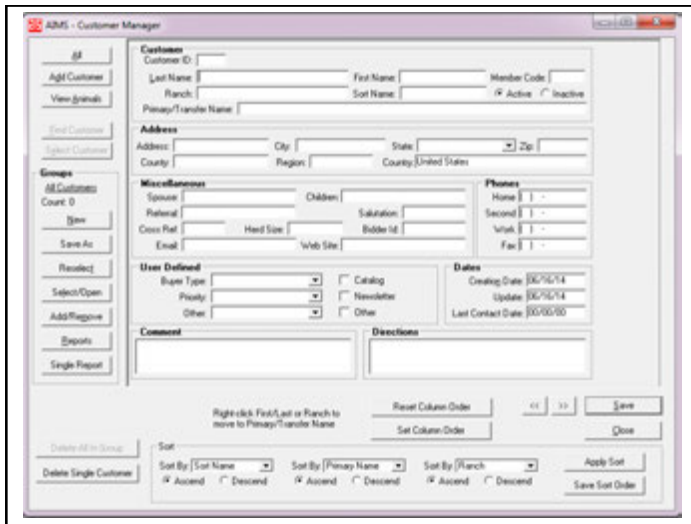 AIMS - Customer Manager
All
Add Customer
View Animals
Find Customer
Select Customer
Groups
All Customers
Count: 0
New
Save As
Reselect
Select/Open
Add/Remove
Reports
Single Report
Customer
Customer ID:
Last Name: First Name: Member Code:
Ranch: Sort Name: Active Inactive
Primary/Transfer Name:
Address
Address: City: State: Zip:
County: Region: Country: United States
Miscellaneous
Spouse: Children:
Referral: Salutation:
Cross Ref: Herd Size: Bidder Id:
Email: Web Site:
Phones
Home ( ) -
Second ( ) -
Work ( ) -
Fax ( ) -
User Defined
Buyer Type: Catalog
Priority: Newsletter
Other: Other
Dates
Creation Date: 06/16/14
Update: 06/16/14
Last Contact Date: 00/00/00
Comment
Directions
Right-click First/Last or Ranch to
move to Primary/Transfer Name
Reset Column Order << >> Save
Set Column Order Close
Delete All in Group
Delete Single Customer
Sort
Sort By: Sort Name Sort By: Primary Name Sort By: Ranch Apply Sort
Ascend Descend Ascend Descend Ascend Descend Save Sort Order